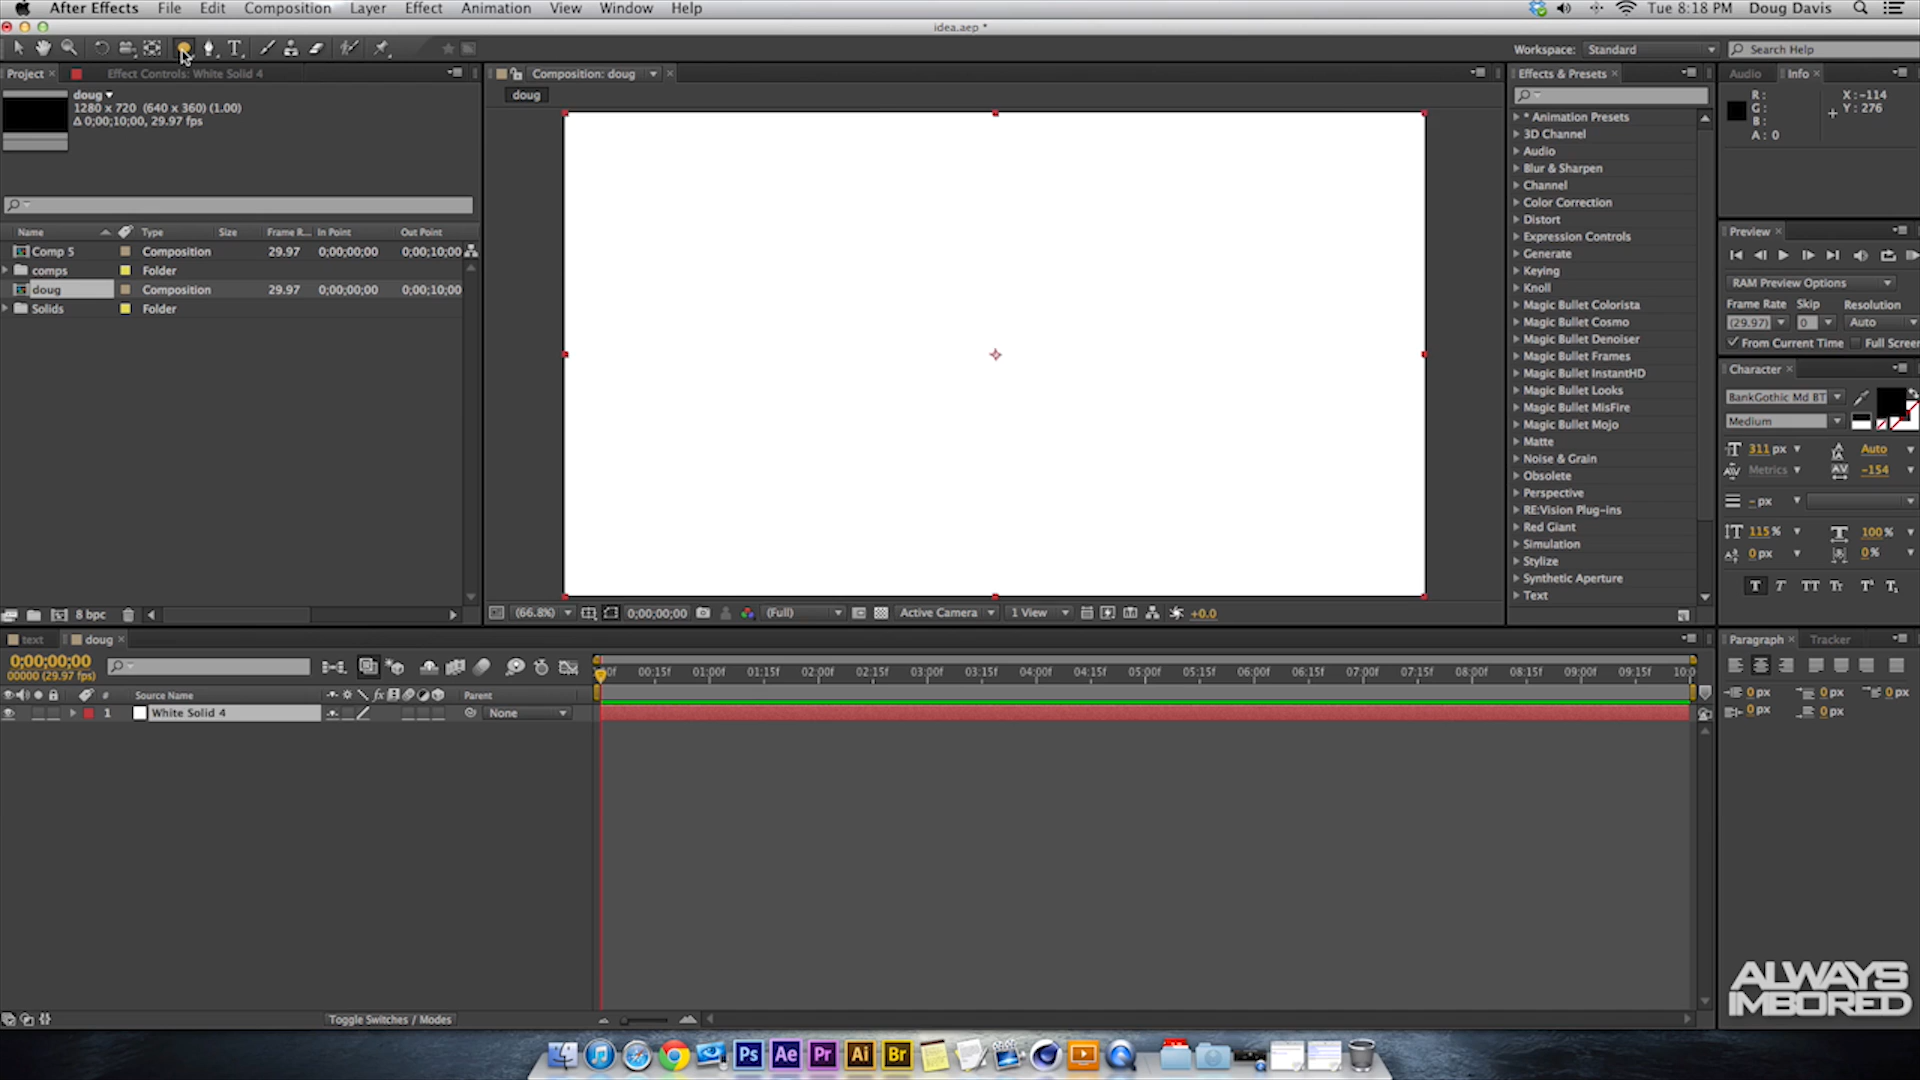 After Effects File Edit Composition Layer Effect Animation View Window Help Tue 8:18 PM Doug Davis
idea.aep *
Workspace: Standard Search Help
Project Effect Controls: White Solid 4
doug
1280 x 720 (640 x 360) (1.00)
Δ 0;00;10;00, 29.97 fps
Name Type Size Frame R... In Point Out Point
Comp 5 Composition 29.97 0;00;00;00 0;00;10;00
comps Folder
doug Composition 29.97 0;00;00;00 0;00;10;00
Solids Folder
8 bpc
Composition: doug
doug
(66.8%) 0;00;00;00 (Full) Active Camera 1 View +0.0
Effects & Presets
* Animation Presets
3D Channel
Audio
Blur & Sharpen
Channel
Color Correction
Distort
Expression Controls
Generate
Keying
Knoll
Magic Bullet Colorista
Magic Bullet Cosmo
Magic Bullet Denoiser
Magic Bullet Frames
Magic Bullet InstantHD
Magic Bullet Looks
Magic Bullet MisFire
Magic Bullet Mojo
Matte
Noise & Grain
Obsolete
Perspective
RE:Vision Plug-ins
Red Giant
Simulation
Stylize
Synthetic Aperture
Text
Audio Info
R: X: -114
G: Y: 276
B:
A: 0
Preview
RAM Preview Options
Frame Rate Skip Resolution
(29.97) 0 Auto
From Current Time Full Screen
Character
BankGothic Md BT
Medium
311 px Auto
Metrics -154
- px
115 % 100 %
0 px 0 %
T T TT Tr T¹ T₁
text doug
0;00;00;00
00000 (29.97 fps)
# Source Name fx Parent
1 White Solid 4 None
00f 00:15f 01:00f 01:15f 02:00f 02:15f 03:00f 03:15f 04:00f 04:15f 05:00f 05:15f 06:00f 06:15f 07:00f 07:15f 08:00f 08:15f 09:00f 09:15f 10:0
Toggle Switches / Modes
Paragraph Tracker
0 px 0 px 0 px
0 px 0 px
ALWAYS
IMBORED
Ps Ae Pr Ai Br